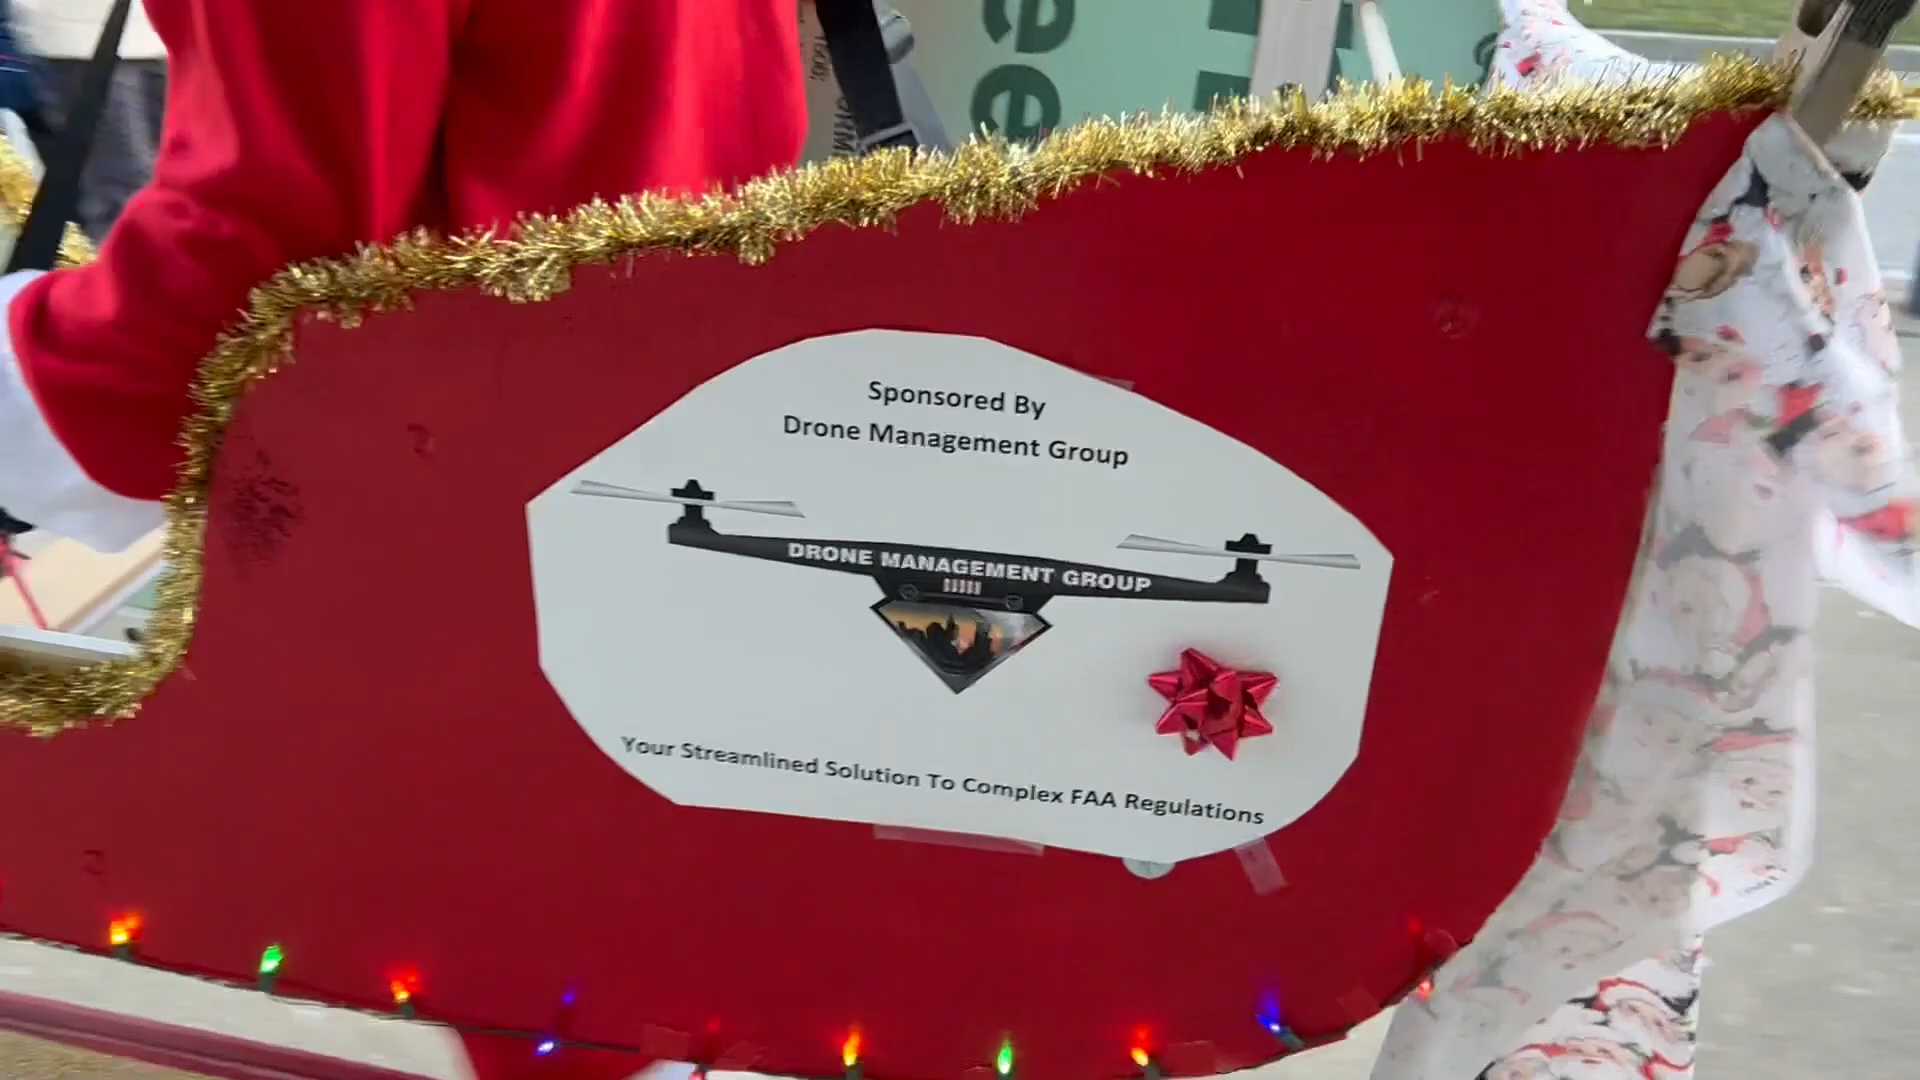 Sponsored By
Drone Management Group
DRONE MANAGEMENT GROUP
Your Streamlined Solution To Complex FAA Regulations